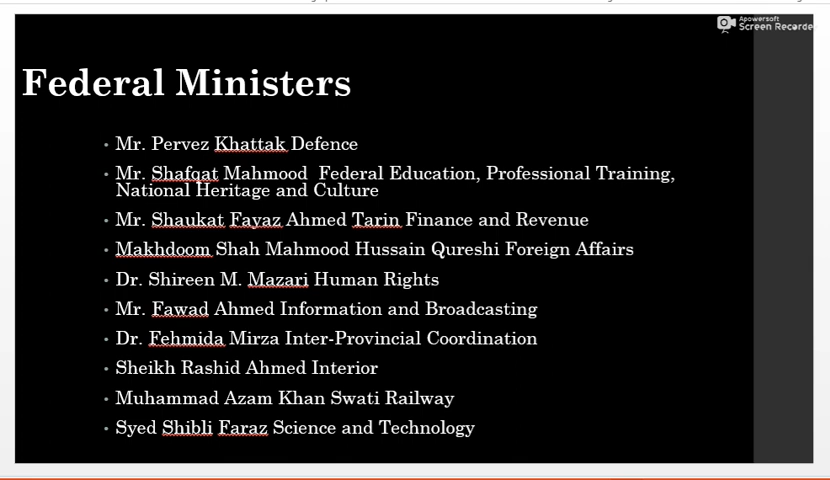 Apowersoft
Screen Recorder
Federal Ministers
• Mr. Pervez Khattak Defence
• Mr. Shafqat Mahmood Federal Education, Professional Training,
National Heritage and Culture
• Mr. Shaukat Fayaz Ahmed Tarin Finance and Revenue
• Makhdoom Shah Mahmood Hussain Qureshi Foreign Affairs
• Dr. Shireen M. Mazari Human Rights
• Mr. Fawad Ahmed Information and Broadcasting
• Dr. Fehmida Mirza Inter-Provincial Coordination
• Sheikh Rashid Ahmed Interior
• Muhammad Azam Khan Swati Railway
• Syed Shibli Faraz Science and Technology